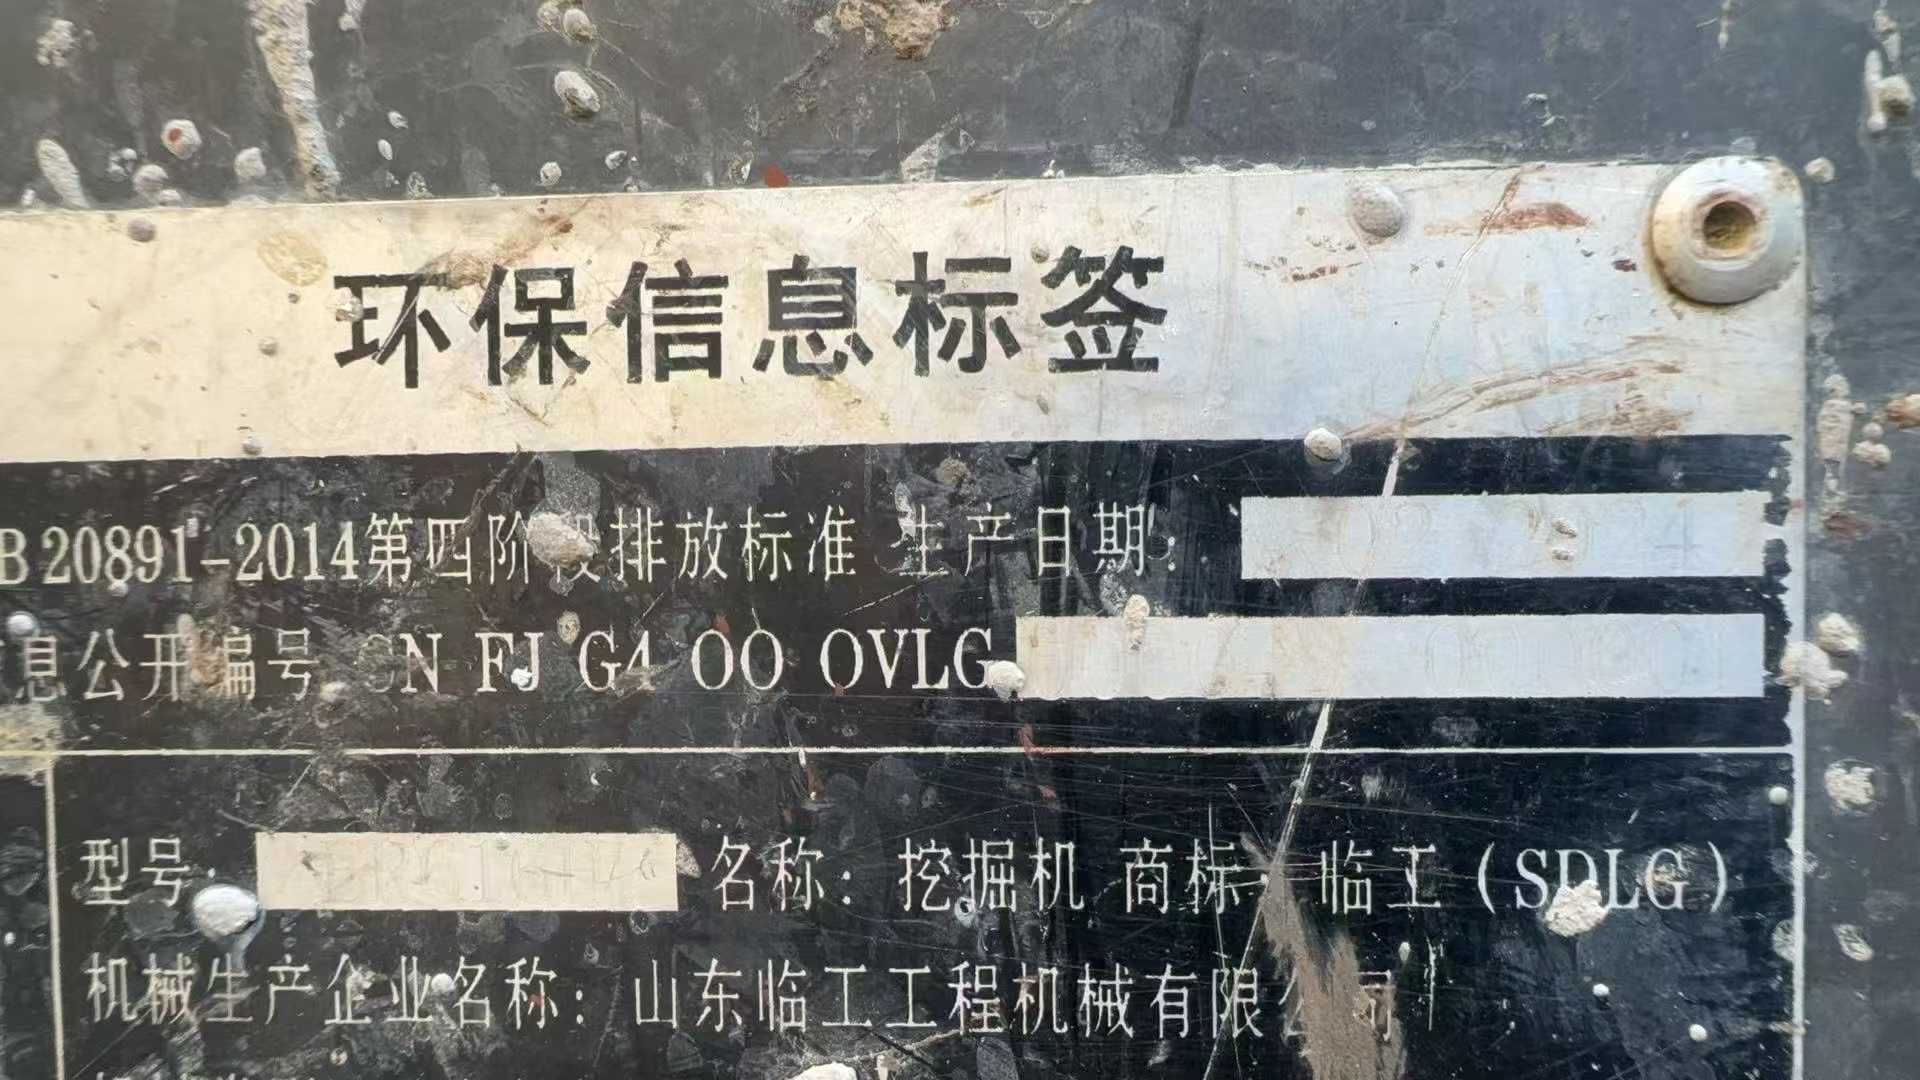 环保信息标签
B 20891-2014第四阶段排放标准 生产日期：
息公开编号 CN FJ G4 00 0VLG
型号： 名称：挖掘机 商标：临工（SDLG）
机械生产企业名称：山东临工工程机械有限公司